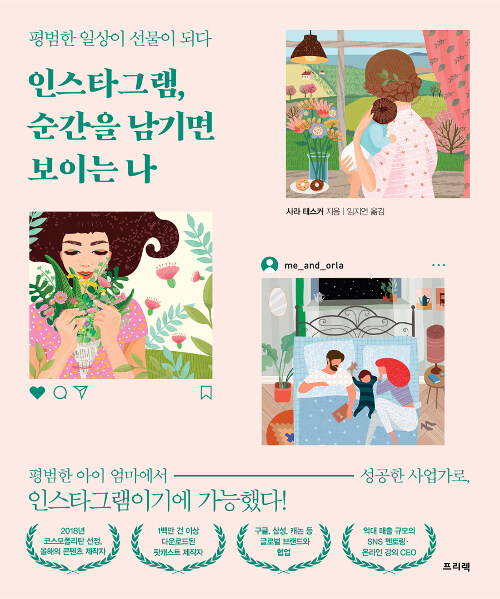 평범한 일상이 선물이 되다
인스타그램,
순간을 남기면
보이는 나
사라 태스커 지음 | 임지연 옮김
me_and_orla
평범한 아이 엄마에서 성공한 사업가로,
인스타그램이기에 가능했다!
2018년
코스모폴리탄 선정,
올해의 콘텐츠 제작자
1백만 건 이상
다운로드된
팟캐스트 제작자
구글, 삼성, 캐논 등
글로벌 브랜드와
협업
억대 매출 규모의
SNS 멘토링·
온라인 강의 CEO
프리렉